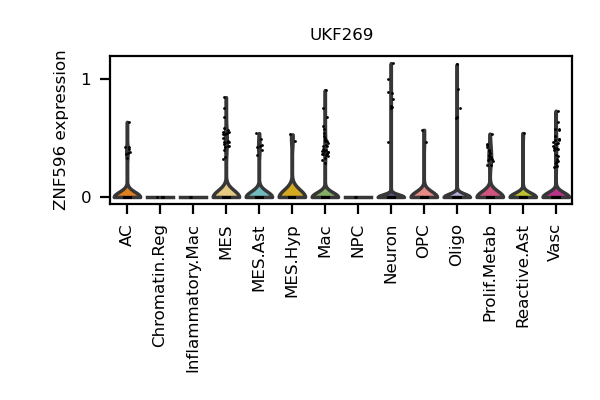 UKF269
ZNF596 expression
1
0
AC
Chromatin.Reg
Inflammatory.Mac
MES
MES.Ast
MES.Hyp
Mac
NPC
Neuron
OPC
Oligo
Prolif.Metab
Reactive.Ast
Vasc